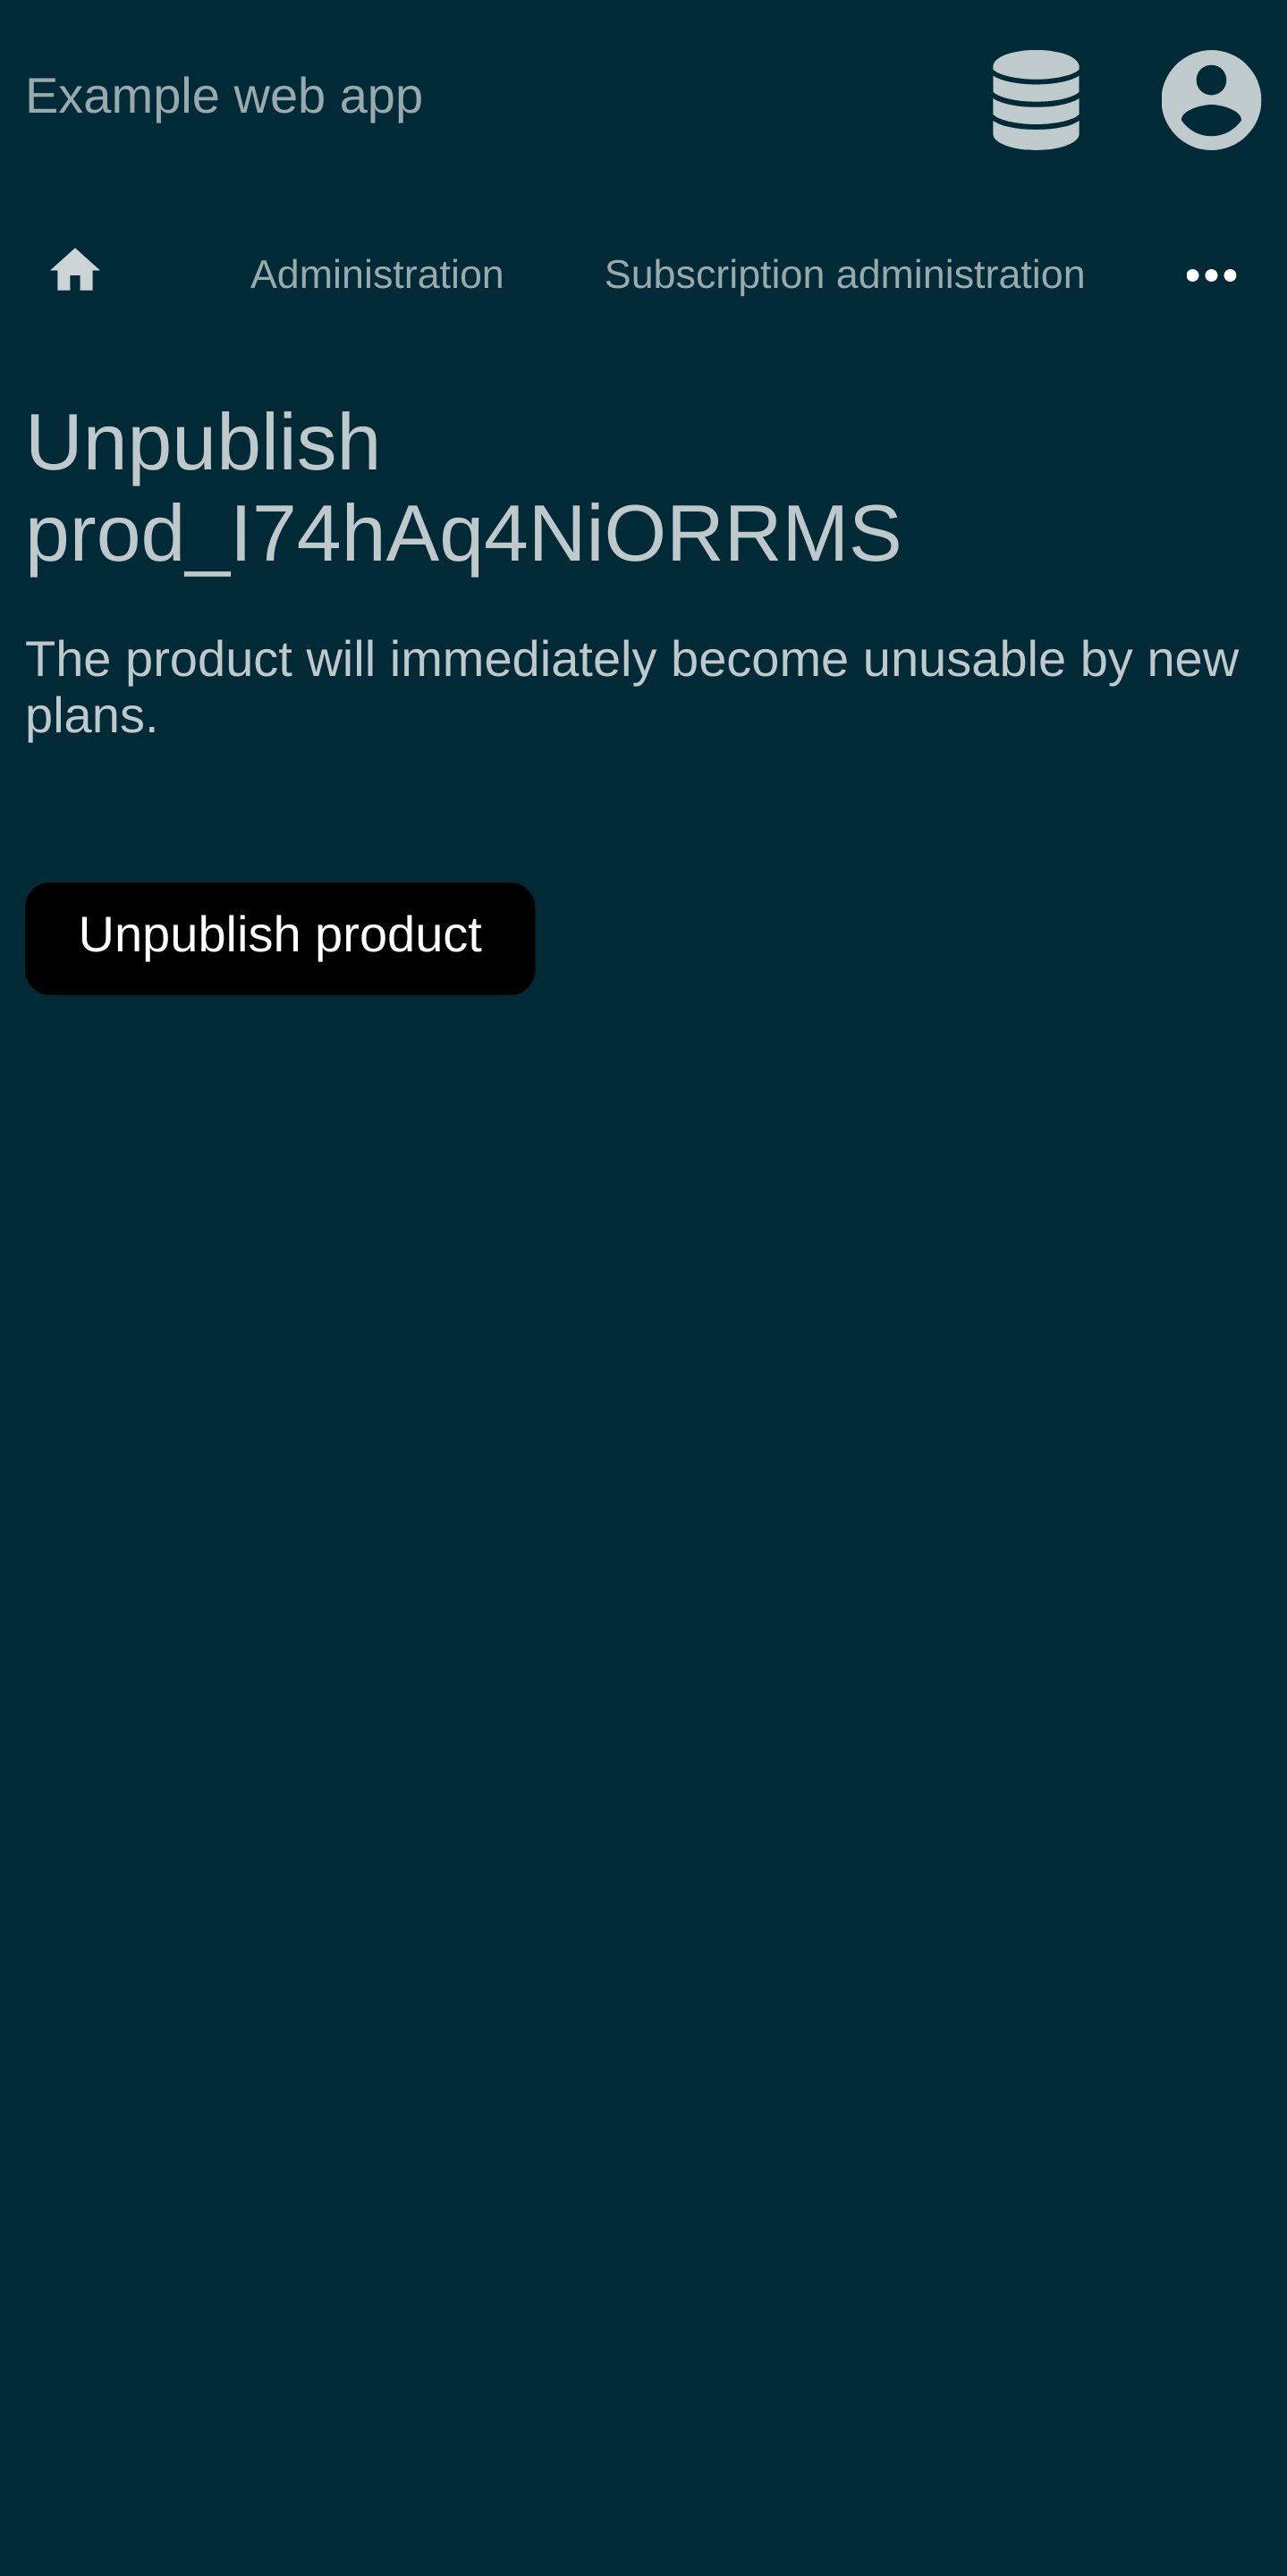 Example web app
Administration Subscription administration
Unpublish
prod_I74hAq4NiORRMS
The product will immediately become unusable by new
plans.
Unpublish product